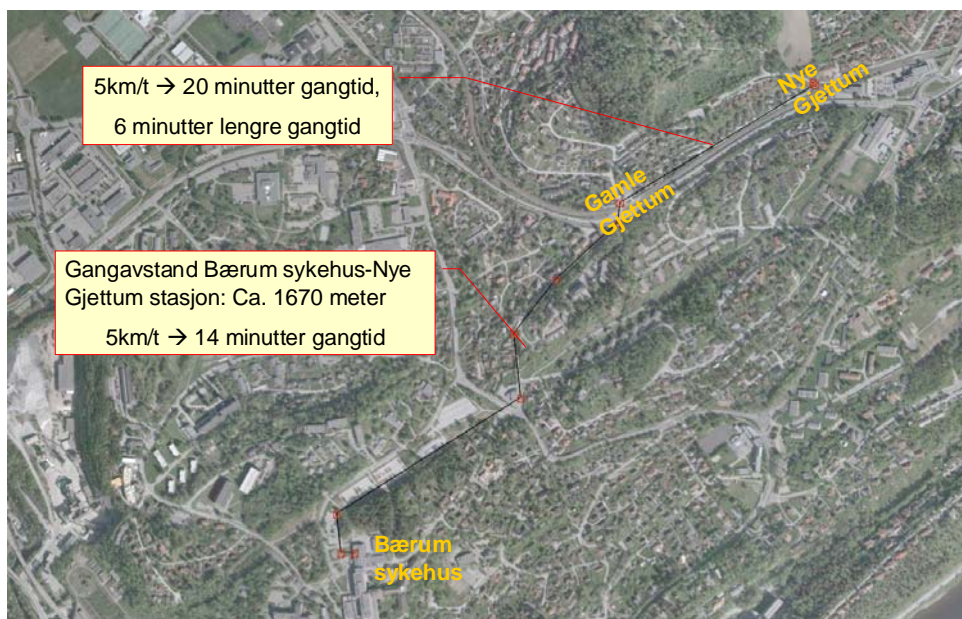 5km/t → 20 minutter gangtid,
6 minutter lengre gangtid
Nye
Gjettum
Gamle
Gjettum
Gangavstand Bærum sykehus-Nye
Gjettum stasjon: Ca. 1670 meter
5km/t → 14 minutter gangtid
Bærum
sykehus